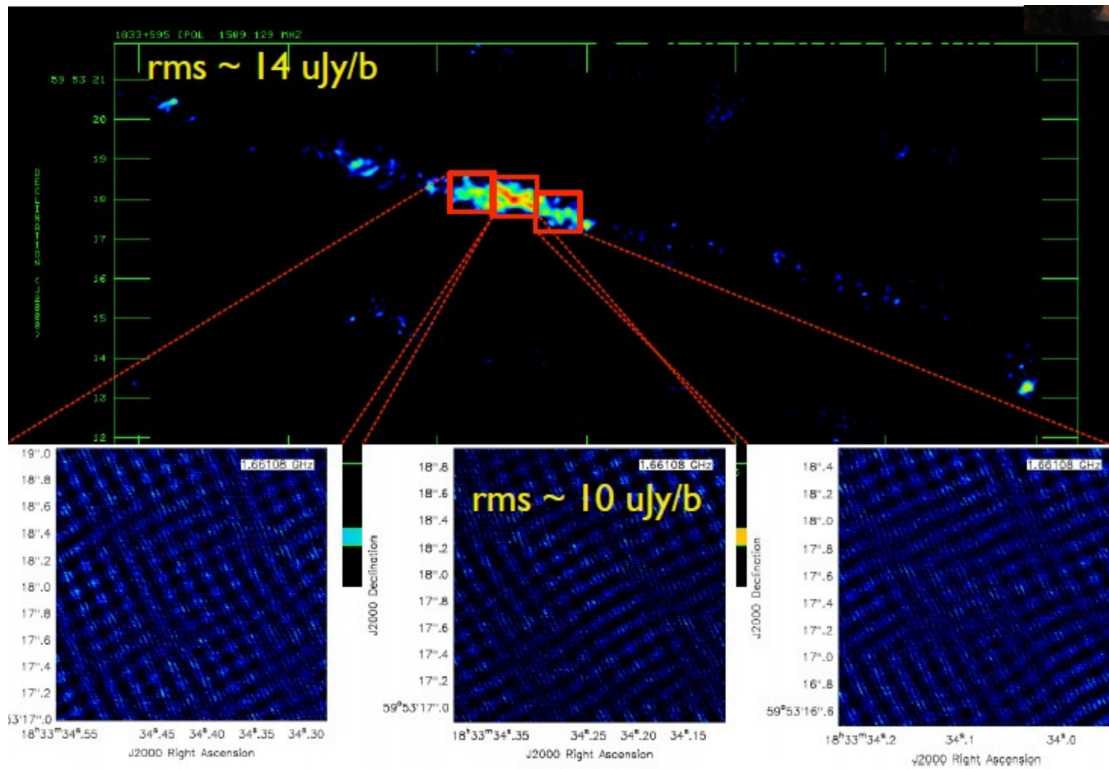 1833+595 IPOL 1509.129 MHZ
rms ~ 14 uJy/b
59 53 21
20
19
18
17
16
15
14
13
12
DECLINATION (J2000)
19".0
18".8
18".6
18".4
18".2
18".0
17".8
17".6
17".4
17".2
53'17".0
1.66108 GHz
18ʰ33ᵐ34ˢ.55
34ˢ.50
34ˢ.45
34ˢ.40
34ˢ.35
34ˢ.30
J2000 Right Ascension
J2000 Declination
18".8
18".6
18".4
18".2
18".0
17".8
17".6
17".4
17".2
59°53'17".0
1.66108 GHz
rms ~ 10 uJy/b
18ʰ33ᵐ34ˢ.35
34ˢ.25
34ˢ.20
34ˢ.15
J2000 Right Ascension
J2000 Declination
18".4
18".2
18".0
17".8
17".6
17".4
17".2
17".0
16".8
59°53'16".6
1.66108 GHz
18ʰ33ᵐ34ˢ.2
34ˢ.1
34ˢ.0
J2000 Right Ascension